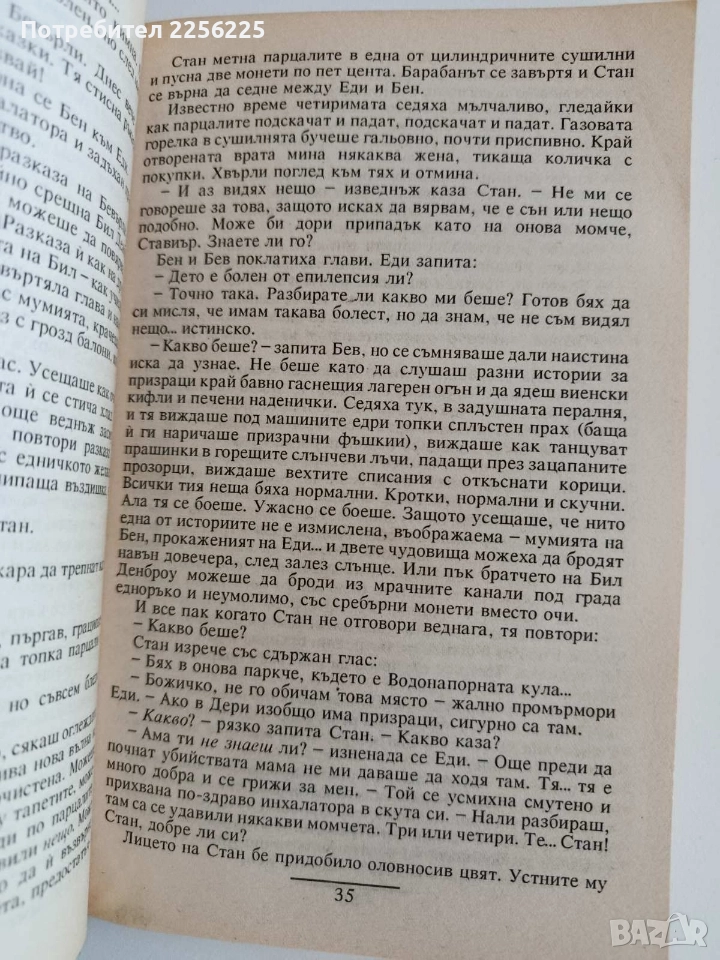 Потребител 2256225
Стан метна парцалите в една от цилиндричните сушилни
и пусна две монети по пет цента. Барабанът се завъртя и Стан
се върна да седне между Еди и Бен.
Известно време четиримата седяха мълчаливо, гледайки
как парцалите подскачат и падат, подскачат и падат. Газовата
горелка в сушилнята бучеше гальовно, почти приспивно. Край
отворената врата мина някаква жена, тикаща количка с
покупки. Хвърли поглед към тях и отмина.
– И аз видях нещо – изведнъж каза Стан. – Не ми се
говореше за това, защото исках да вярвам, че е сън или нещо
подобно. Може би дори припадък като на онова момче,
Ставиър. Знаете ли го?
Бен и Бев поклатиха глави. Еди запита:
– Дето е болен от епилепсия ли?
– Точно така. Разбирате ли какво ми беше? Готов бях да
си мисля, че имам такава болест, но да знам, че не съм видял
нещо... истинско.
– Какво беше? – запита Бев, но се съмняваше дали наистина
иска да узнае. Не беше като да слушаш разни истории за
призраци край бавно гаснещия лагерен огън и да ядеш виенски
кифли и печени наденички. Седяха тук, в задушната пералня,
и тя виждаше под машините едри топки сплъстен прах (баща
ѝ ги наричаше призрачни фъшкии), виждаше как танцуват
прашинки в горещите слънчеви лъчи, падащи през зацапаните
прозорци, виждаше вехтите списания с откъснати корици.
Всички тия неща бяха нормални. Кротки, нормални и скучни.
Ала тя се боеше. Ужасно се боеше. Защото усещаше, че нито
една от историите не е измислена, въображаема – мумията на
Бен, прокаженият на Еди... и двете чудовища можеха да бродят
навън довечера, след залез слънце. Или пък братчето на Бил
Денброу можеше да броди из мрачните канали под града
едноръко и неумолимо, със сребърни монети вместо очи.
И все пак когато Стан не отговори веднага, тя повтори:
– Какво беше?
Стан изрече със сдържан глас:
– Бях в онова паркче, където е Водонапорната кула...
– Божичко, не го обичам това място – жално промърмори
Еди. – Ако в Дери изобщо има призраци, сигурно са там.
– Какво? – рязко запита Стан. – Какво каза?
– Ама ти не знаеш ли? – изненада се Еди. – Още преди да
почнат убийствата мама не ми даваше да ходя там. Тя... тя е
много добра и се грижи за мен. – Той се усмихна смутено и
прихвана по-здраво инхалатора в скута си. – Нали разбираш,
там са се удавили някакви момчета. Три или четири. Те... Стан!
Стан, добре ли си?
Лицето на Стан бе придобило оловносив цвят. Устните му
35
BAZAR.bg